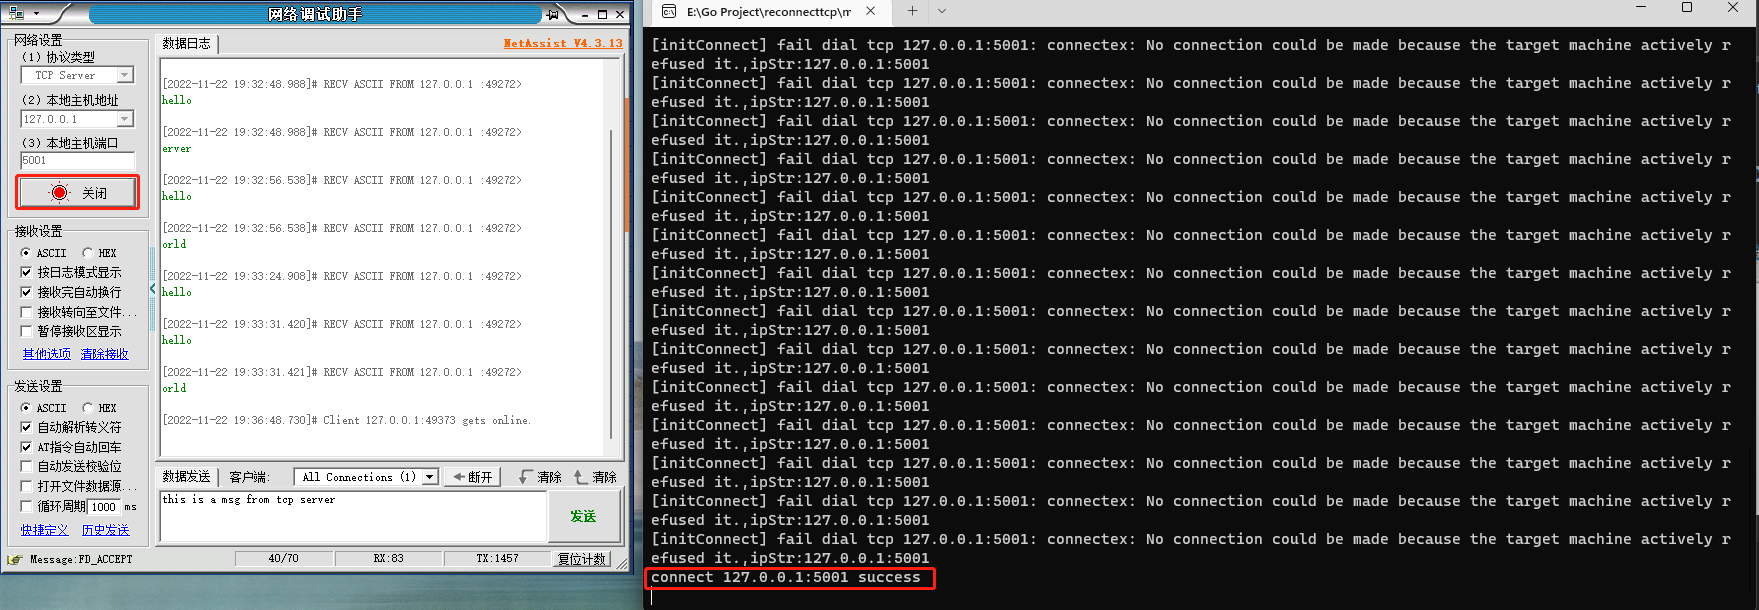 网络调试助手
网络设置
(1) 协议类型
TCP Server
(2) 本地主机地址
127.0.0.1
(3) 本地主机端口
5001
关闭
接收设置
ASCII HEX
按日志模式显示
接收完自动换行
接收转向至文件...
暂停接收区显示
其他选项 清除接收
发送设置
ASCII HEX
自动解析转义符
AT指令自动回车
自动发送校验位
打开文件数据源...
循环周期 1000 ms
快捷定义 历史发送
数据日志
NetAssist V4.3.13
[2022-11-22 19:32:48.988]# RECV ASCII FROM 127.0.0.1 :49272>
hello
[2022-11-22 19:32:48.988]# RECV ASCII FROM 127.0.0.1 :49272>
erver
[2022-11-22 19:32:56.538]# RECV ASCII FROM 127.0.0.1 :49272>
hello
[2022-11-22 19:32:56.538]# RECV ASCII FROM 127.0.0.1 :49272>
orld
[2022-11-22 19:33:24.908]# RECV ASCII FROM 127.0.0.1 :49272>
hello
[2022-11-22 19:33:31.420]# RECV ASCII FROM 127.0.0.1 :49272>
hello
[2022-11-22 19:33:31.421]# RECV ASCII FROM 127.0.0.1 :49272>
orld
[2022-11-22 19:36:48.730]# Client 127.0.0.1:49373 gets online.
数据发送 客户端: All Connections (1) 断开 清除 清除
this is a msg from tcp server
发送
Message:FD_ACCEPT 40/70 RX:83 TX:1457 复位计数
E:\Go Project\reconnecttcp\m
[initConnect] fail dial tcp 127.0.0.1:5001: connectex: No connection could be made because the target machine actively r
efused it.,ipStr:127.0.0.1:5001
[initConnect] fail dial tcp 127.0.0.1:5001: connectex: No connection could be made because the target machine actively r
efused it.,ipStr:127.0.0.1:5001
[initConnect] fail dial tcp 127.0.0.1:5001: connectex: No connection could be made because the target machine actively r
efused it.,ipStr:127.0.0.1:5001
[initConnect] fail dial tcp 127.0.0.1:5001: connectex: No connection could be made because the target machine actively r
efused it.,ipStr:127.0.0.1:5001
[initConnect] fail dial tcp 127.0.0.1:5001: connectex: No connection could be made because the target machine actively r
efused it.,ipStr:127.0.0.1:5001
[initConnect] fail dial tcp 127.0.0.1:5001: connectex: No connection could be made because the target machine actively r
efused it.,ipStr:127.0.0.1:5001
[initConnect] fail dial tcp 127.0.0.1:5001: connectex: No connection could be made because the target machine actively r
efused it.,ipStr:127.0.0.1:5001
[initConnect] fail dial tcp 127.0.0.1:5001: connectex: No connection could be made because the target machine actively r
efused it.,ipStr:127.0.0.1:5001
[initConnect] fail dial tcp 127.0.0.1:5001: connectex: No connection could be made because the target machine actively r
efused it.,ipStr:127.0.0.1:5001
[initConnect] fail dial tcp 127.0.0.1:5001: connectex: No connection could be made because the target machine actively r
efused it.,ipStr:127.0.0.1:5001
[initConnect] fail dial tcp 127.0.0.1:5001: connectex: No connection could be made because the target machine actively r
efused it.,ipStr:127.0.0.1:5001
[initConnect] fail dial tcp 127.0.0.1:5001: connectex: No connection could be made because the target machine actively r
efused it.,ipStr:127.0.0.1:5001
[initConnect] fail dial tcp 127.0.0.1:5001: connectex: No connection could be made because the target machine actively r
efused it.,ipStr:127.0.0.1:5001
[initConnect] fail dial tcp 127.0.0.1:5001: connectex: No connection could be made because the target machine actively r
efused it.,ipStr:127.0.0.1:5001
connect 127.0.0.1:5001 success